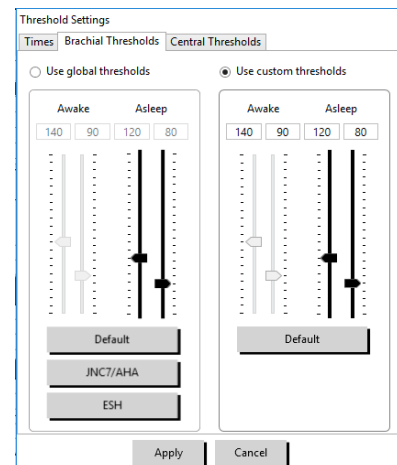 Threshold Settings
Times Brachial Thresholds Central Thresholds
Use global thresholds Use custom thresholds
Awake Asleep Awake Asleep
140 90 120 80 140 90 120 80
Default Default
JNC7/AHA
ESH
Apply Cancel